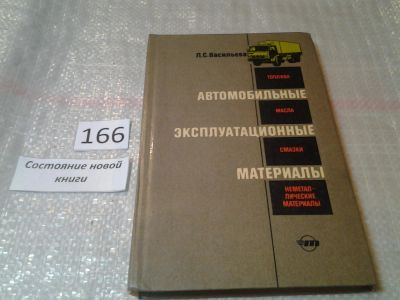 Л.С.Васильева
ТОПЛИВА
АВТОМОБИЛЬНЫЕ
МАСЛА
ЭКСПЛУАТАЦИОННЫЕ
СМАЗКИ
МАТЕРИАЛЫ
НЕМЕТАЛ-
ЛИЧЕСКИЕ
МАТЕРИАЛЫ
166
Состояние новой
книги